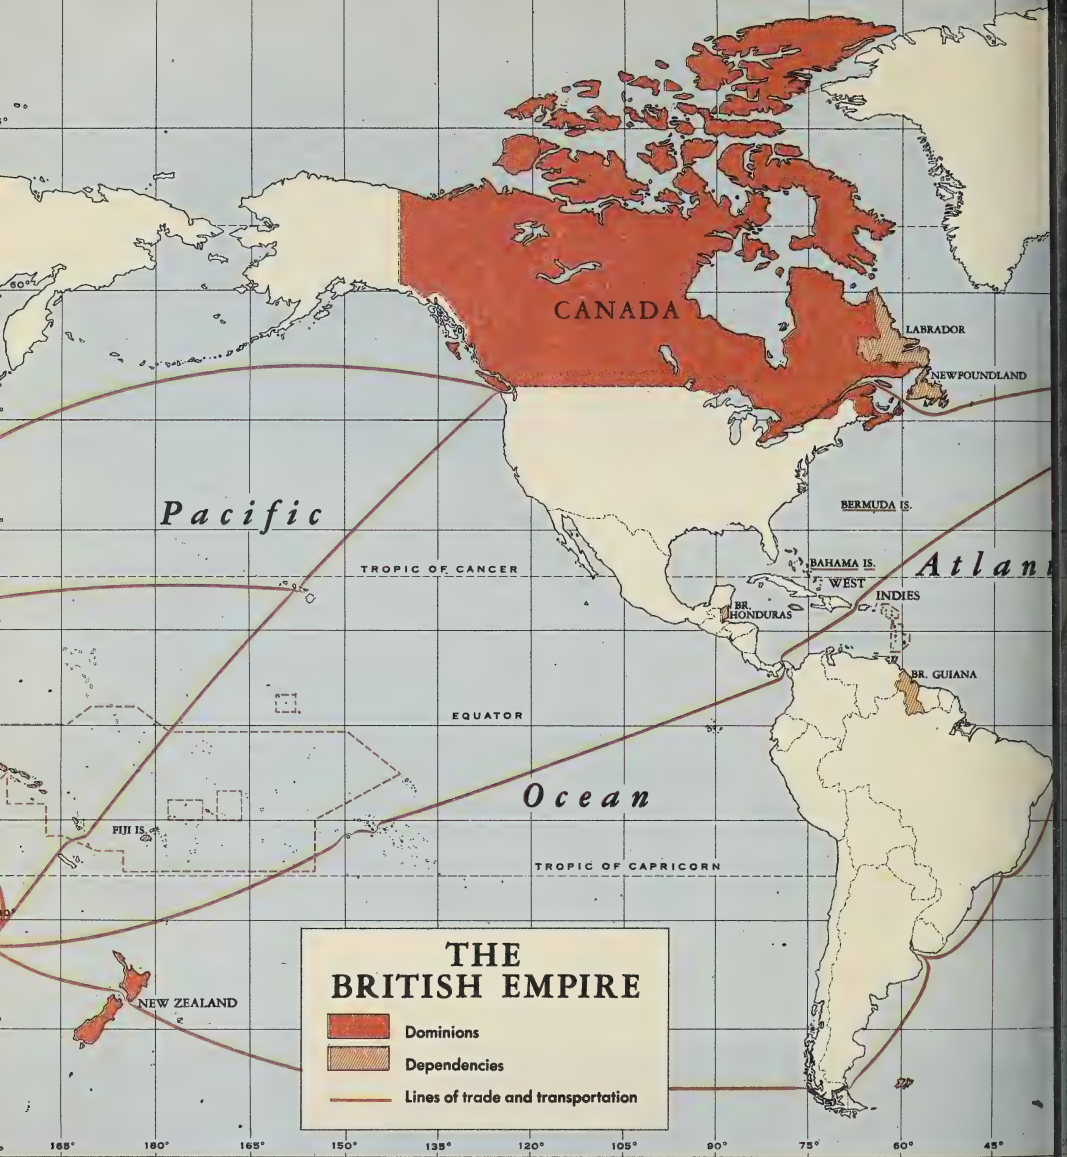 60°
CANADA
LABRADOR
NEWFOUNDLAND
Pacific
BERMUDA IS.
TROPIC OF CANCER
BAHAMA IS.
Atlant
WEST
INDIES
BR.
HONDURAS
BR. GUIANA
EQUATOR
Ocean
FIJI IS.
TROPIC OF CAPRICORN
THE
BRITISH EMPIRE
NEW ZEALAND
Dominions
Dependencies
Lines of trade and transportation
165° 180° 165° 150° 135° 120° 105° 90° 75° 60° 45°